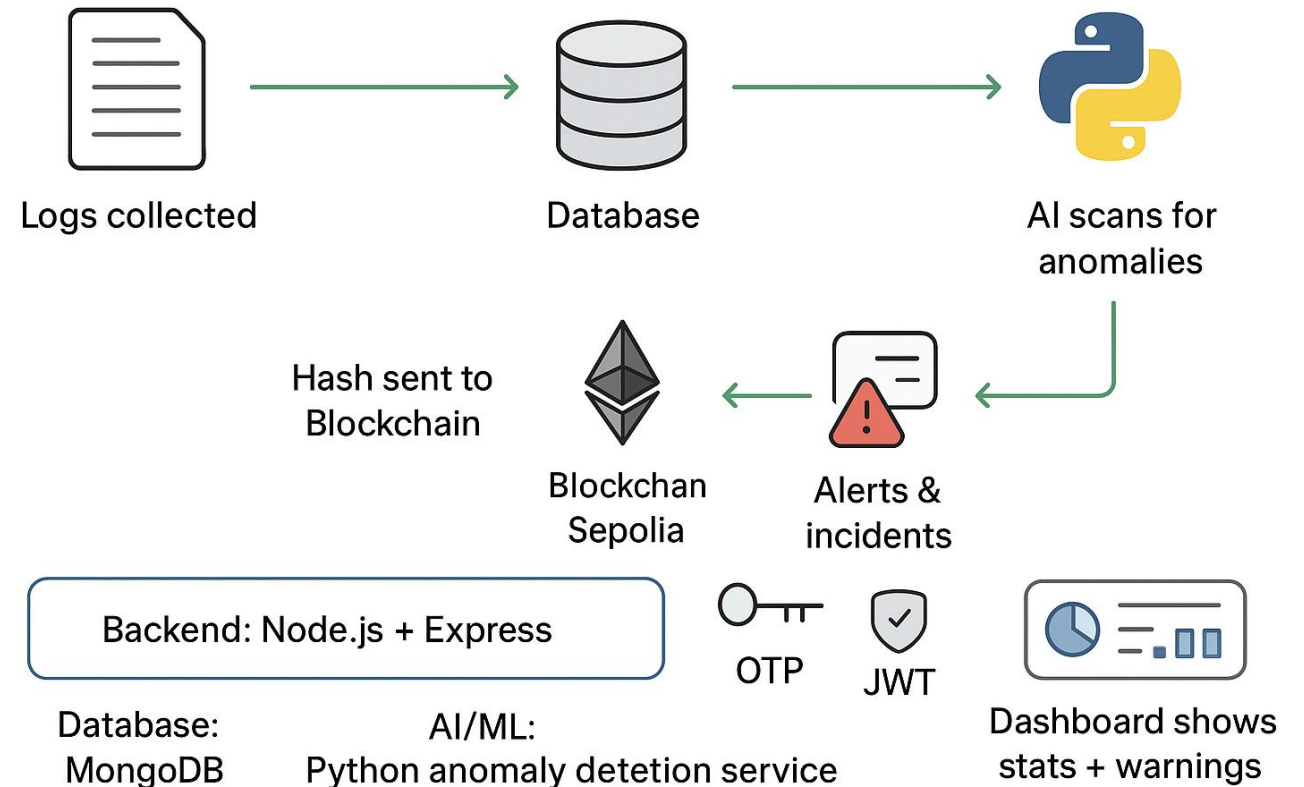 Logs collected
Database
AI scans for
anomalies
Hash sent to
Blockchain
Blockchan
Sepolia
Alerts &
incidents
Backend: Node.js + Express
OTP
JWT
Dashboard shows
stats + warnings
Database:
MongoDB
AI/ML:
Python anomaly detetion service